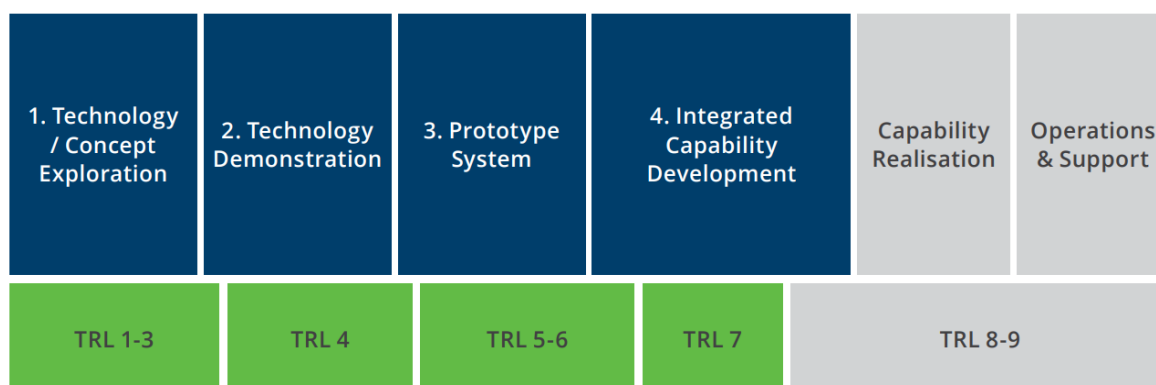 1. Technology
/ Concept
Exploration
2. Technology
Demonstration
3. Prototype
System
4. Integrated
Capability
Development
Capability
Realisation
Operations
& Support
TRL 1-3
TRL 4
TRL 5-6
TRL 7
TRL 8-9